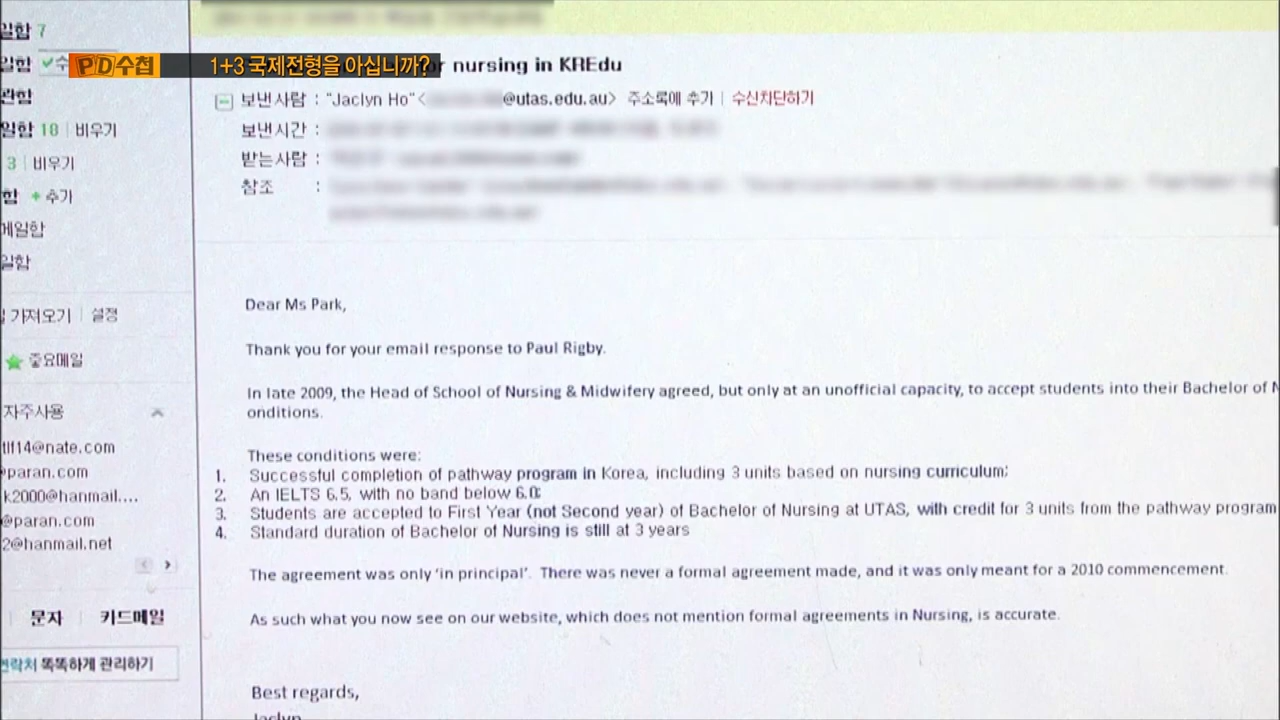 PD수첩
1+3 국제전형을 아십니까?
nursing in KREdu
보낸사람 : "Jaclyn Ho"< @utas.edu.au> 주소록에 추가 | 수신차단하기
보낸시간 :
받는사람 :
참조 :
일함 7
일함 ✓수
관함
일함 18 | 비우기
3 | 비우기
함 + 추가
메일함
일함
가져오기 | 설정
중요메일
자주사용
tlf14@nate.com
paran.com
k2000@hanmail....
@paran.com
2@hanmail.net
문자 카드메일
연락처 똑똑하게 관리하기
Dear Ms Park,
Thank you for your email response to Paul Rigby.
In late 2009, the Head of School of Nursing & Midwifery agreed, but only at an unofficial capacity, to accept students into their Bachelor of N
onditions.
These conditions were:
1. Successful completion of pathway program in Korea, including 3 units based on nursing curriculum;
2. An IELTS 6.5, with no band below 6.0;
3. Students are accepted to First Year (not Second year) of Bachelor of Nursing at UTAS, with credit for 3 units from the pathway program
4. Standard duration of Bachelor of Nursing is still at 3 years
The agreement was only 'in principal'. There was never a formal agreement made, and it was only meant for a 2010 commencement.
As such what you now see on our website, which does not mention formal agreements in Nursing, is accurate.
Best regards,
Jaclyn